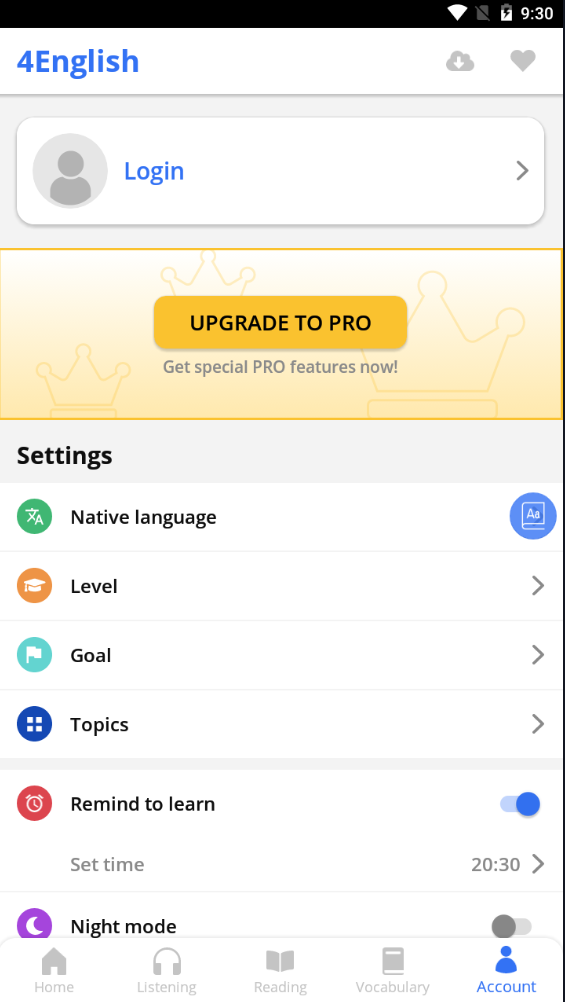 9:30
4English
Login
UPGRADE TO PRO
Get special PRO features now!
Settings
Native language
Aa
Level
Goal
Topics
Remind to learn
Set time 20:30
Night mode
Home Listening Reading Vocabulary Account